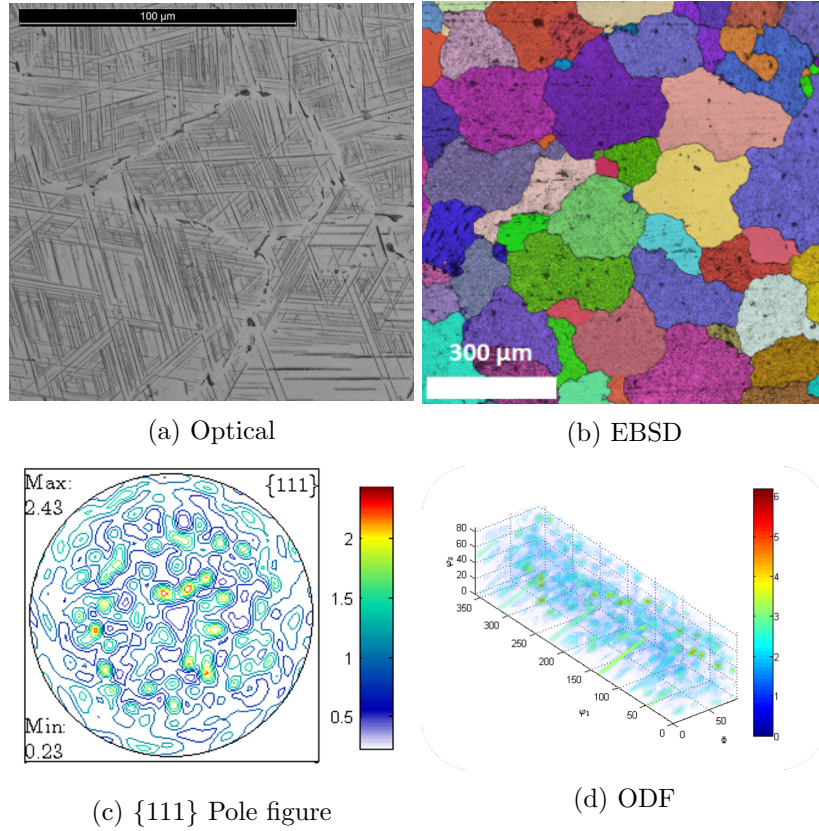 100 μm
300 μm
(a) Optical
(b) EBSD
Max:
2.43
{111}
Min:
0.23
2
1.5
1
0.5
80
60
40
20
0
φ₂
350
300
250
200
150
100
50
0
φ₁
0
50
Φ
6
5
4
3
2
1
0
(c) {111} Pole figure
(d) ODF